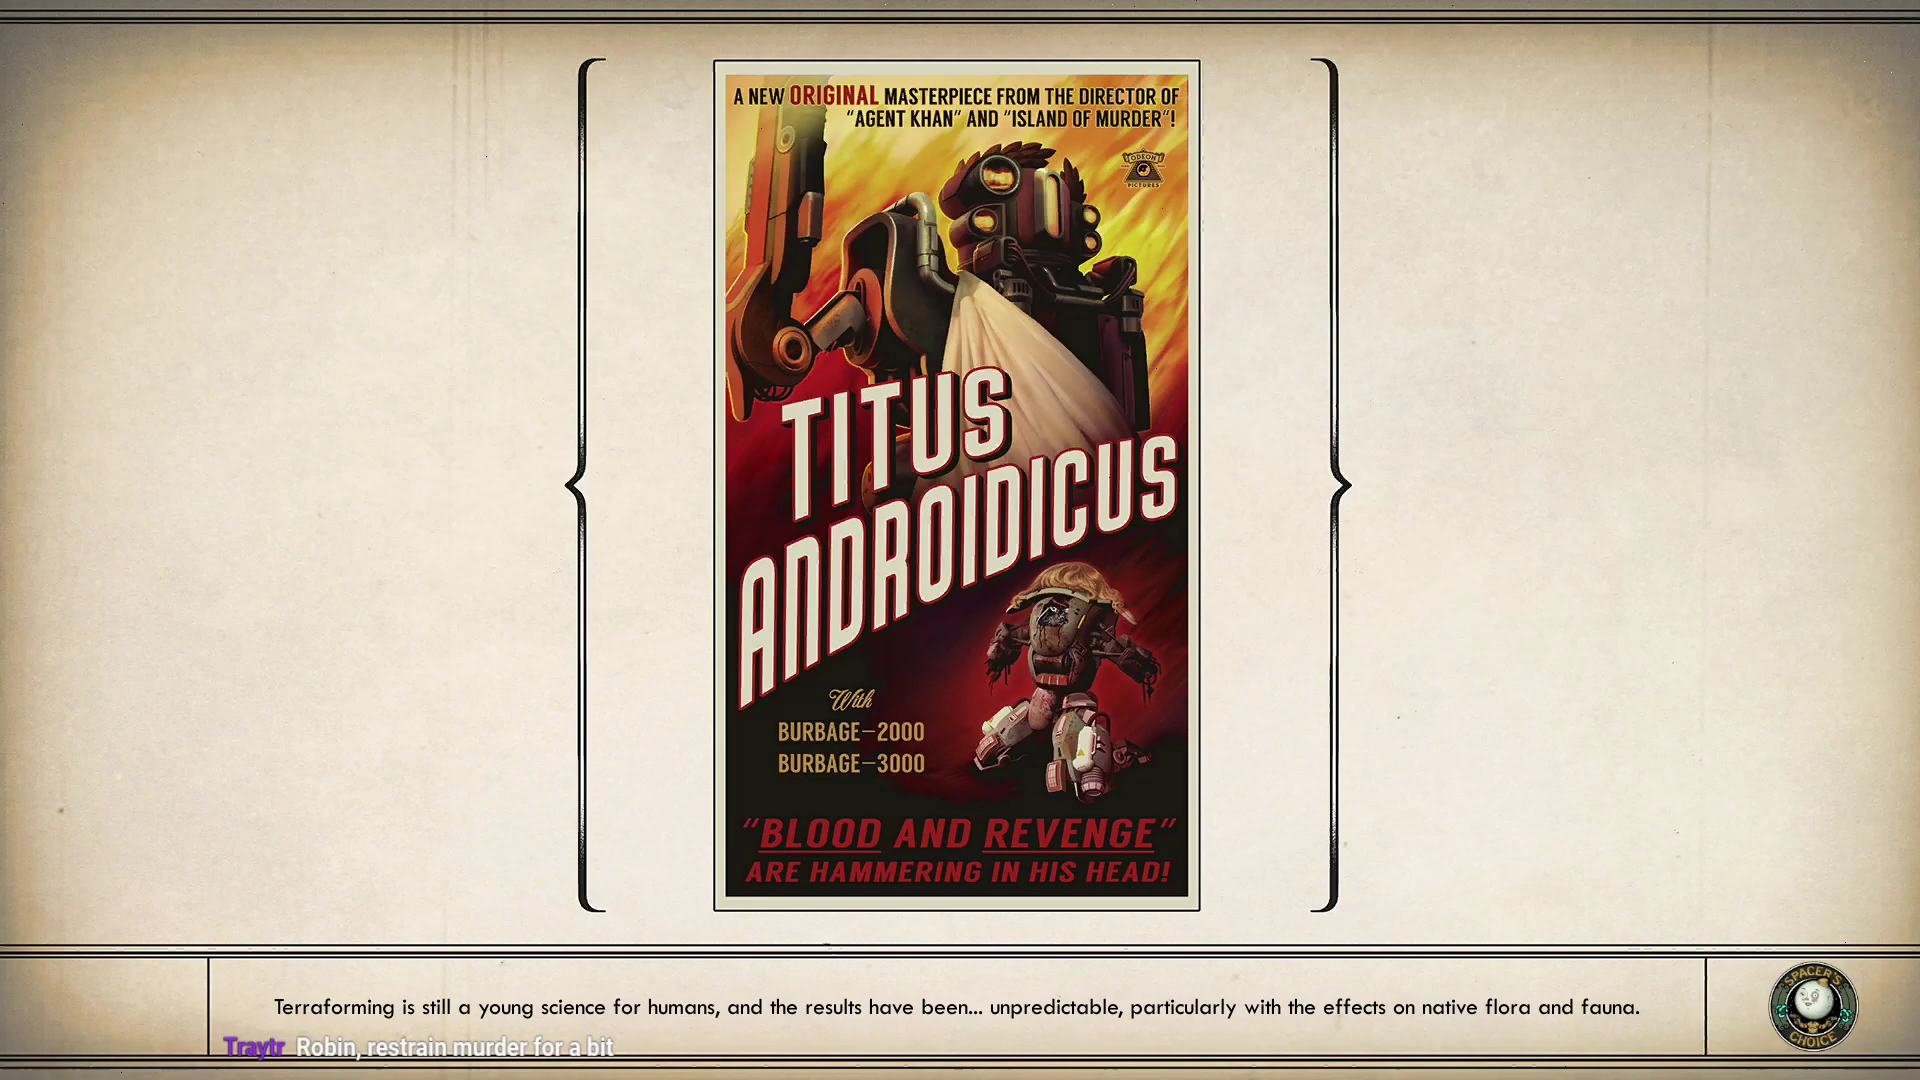 A NEW ORIGINAL MASTERPIECE FROM THE DIRECTOR OF
"AGENT KHAN" AND "ISLAND OF MURDER"!
ODEON
PICTURES
TITUS
ANDROIDICUS
With
BURBAGE-2000
BURBAGE-3000
"BLOOD AND REVENGE"
ARE HAMMERING IN HIS HEAD!
Terraforming is still a young science for humans, and the results have been... unpredictable, particularly with the effects on native flora and fauna.
SPACER'S
CHOICE
Traytr Robin, restrain murder for a bit